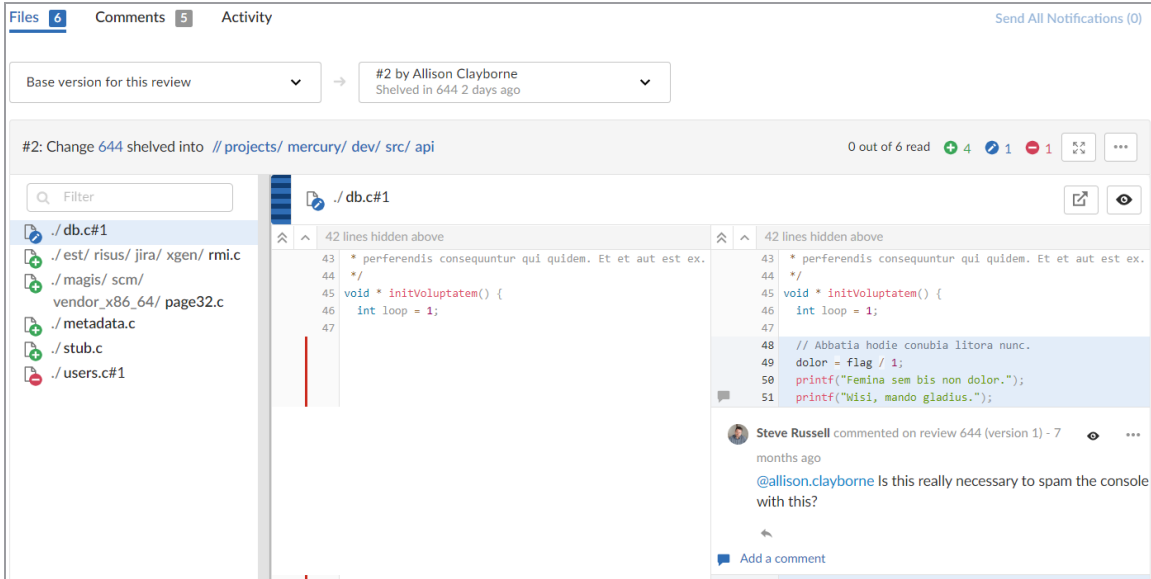 Files 6 Comments 5 Activity Send All Notifications (0)
Base version for this review
#2 by Allison Clayborne
Shelved in 644 2 days ago
#2: Change 644 shelved into // projects/ mercury/ dev/ src/ api 0 out of 6 read 4 1 1
Filter
./ db.c#1
./ est/ risus/ jira/ xgen/ rmi.c
./ magis/ scm/
vendor_x86_64/ page32.c
./ metadata.c
./ stub.c
./ users.c#1
./ db.c#1
42 lines hidden above
43 * perferendis consequuntur qui quidem. Et et aut est ex.
44 */
45 void * initVoluptatem() {
46 int loop = 1;
47
42 lines hidden above
43 * perferendis consequuntur qui quidem. Et et aut est ex.
44 */
45 void * initVoluptatem() {
46 int loop = 1;
47
48 // Abbatia hodie conubia litora nunc.
49 dolor = flag / 1;
50 printf("Femina sem bis non dolor.");
51 printf("Wisi, mando gladius.");
Steve Russell commented on review 644 (version 1) - 7
months ago
@allison.clayborne Is this really necessary to spam the console
with this?
Add a comment